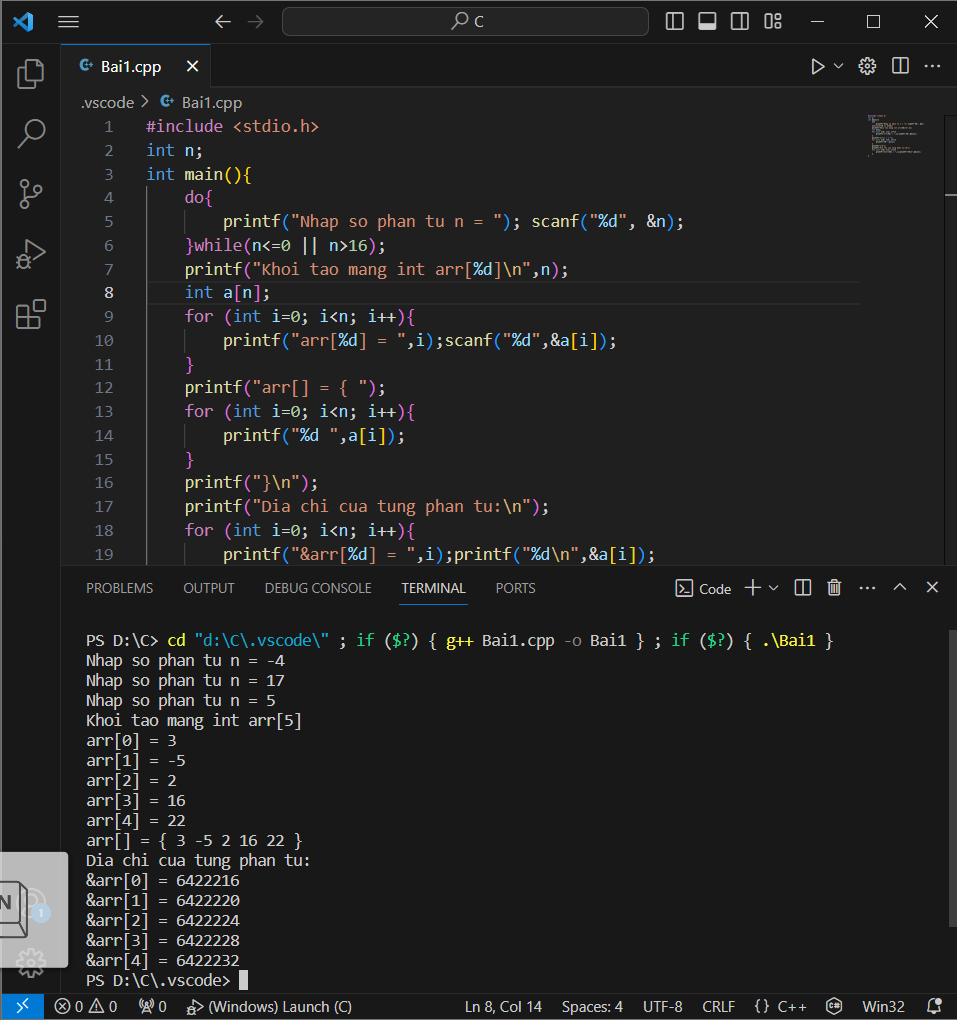 C
Bai1.cpp
.vscode > Bai1.cpp
1 #include <stdio.h>
2 int n;
3 int main(){
4 do{
5 printf("Nhap so phan tu n = "); scanf("%d", &n);
6 }while(n<=0 || n>16);
7 printf("Khoi tao mang int arr[%d]\n",n);
8 int a[n];
9 for (int i=0; i<n; i++){
10 printf("arr[%d] = ",i);scanf("%d",&a[i]);
11 }
12 printf("arr[] = { ");
13 for (int i=0; i<n; i++){
14 printf("%d ",a[i]);
15 }
16 printf("}\n");
17 printf("Dia chi cua tung phan tu:\n");
18 for (int i=0; i<n; i++){
19 printf("&arr[%d] = ",i);printf("%d\n",&a[i]);
PROBLEMS OUTPUT DEBUG CONSOLE TERMINAL PORTS Code
PS D:\C> cd "d:\C\.vscode\" ; if ($?) { g++ Bai1.cpp -o Bai1 } ; if ($?) { .\Bai1 }
Nhap so phan tu n = -4
Nhap so phan tu n = 17
Nhap so phan tu n = 5
Khoi tao mang int arr[5]
arr[0] = 3
arr[1] = -5
arr[2] = 2
arr[3] = 16
arr[4] = 22
arr[] = { 3 -5 2 16 22 }
Dia chi cua tung phan tu:
&arr[0] = 6422216
&arr[1] = 6422220
&arr[2] = 6422224
&arr[3] = 6422228
&arr[4] = 6422232
PS D:\C\.vscode>
N
1
0 0 0 (Windows) Launch (C) Ln 8, Col 14 Spaces: 4 UTF-8 CRLF {} C++ Win32